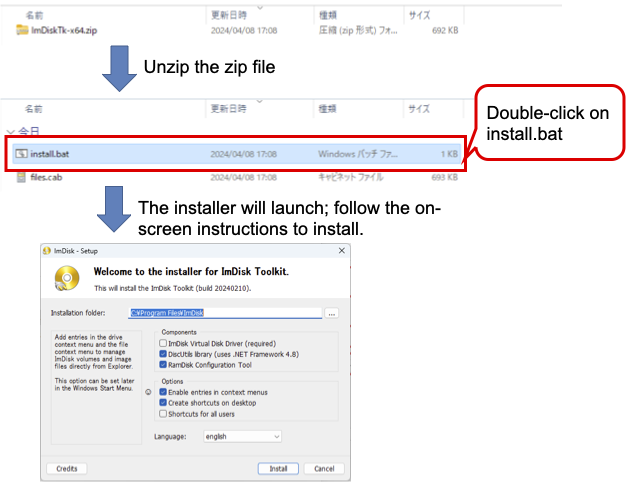 名前 更新日時 種類 サイズ
ImDiskTk-x64.zip 2024/04/08 17:08 圧縮 (zip 形式) フォ... 692 KB
Unzip the zip file
名前 更新日時 種類 サイズ
今日
install.bat 2024/04/08 17:08 Windows バッチ ファ... 1 KB
files.cab 2024/04/08 17:08 キャビネット ファイル 693 KB
Double-click on
install.bat
The installer will launch; follow the on-
screen instructions to install.
ImDisk - Setup
Welcome to the installer for ImDisk Toolkit.
This will install the ImDisk Toolkit (build 20240210).
Installation folder: C:¥Program Files¥ImDisk ...
Add entries in the drive
context menu and the file
context menu to manage
ImDisk volumes and image
files directly from Explorer.
This option can be set later
in the Windows Start Menu.
Components
ImDisk Virtual Disk Driver (required)
DiscUtils library (uses .NET Framework 4.8)
RamDisk Configuration Tool
Options
Enable entries in context menus
Create shortcuts on desktop
Shortcuts for all users
Language: english
Credits Install Cancel